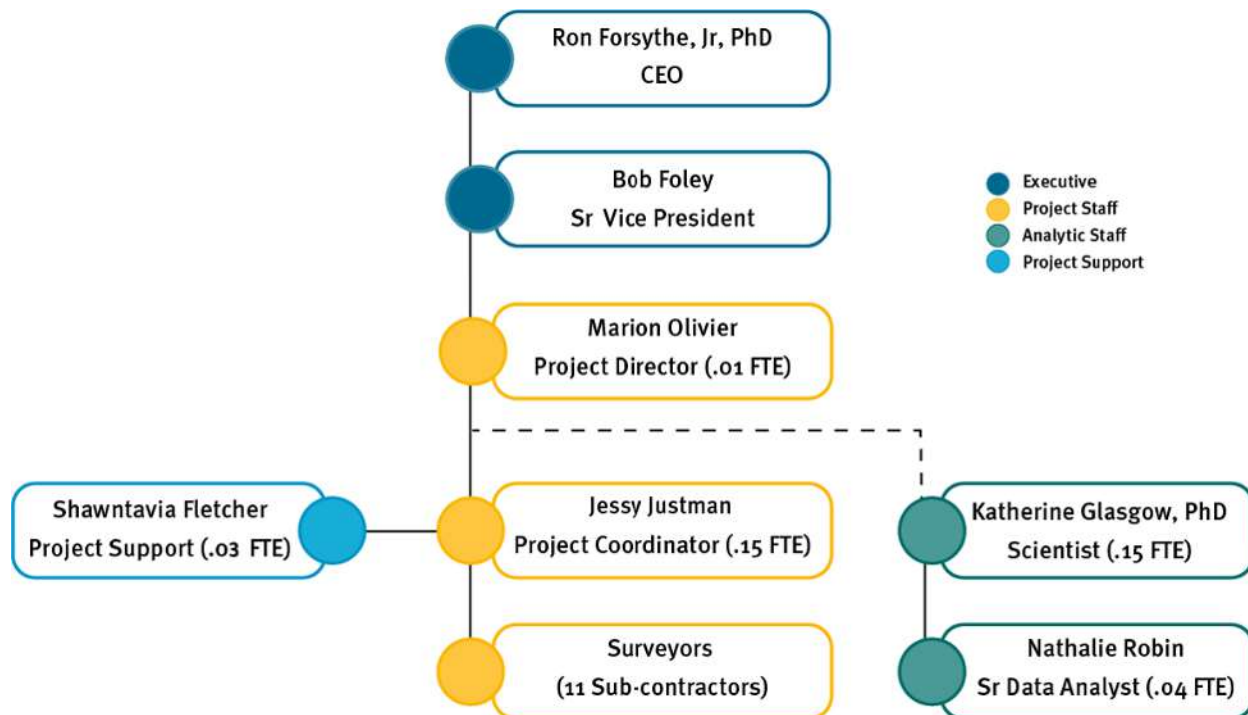 Ron Forsythe, Jr, PhD
CEO
Bob Foley
Sr Vice President
Executive
Project Staff
Analytic Staff
Project Support
Marion Olivier
Project Director (.01 FTE)
Shawntavia Fletcher
Project Support (.03 FTE)
Jessy Justman
Project Coordinator (.15 FTE)
Katherine Glasgow, PhD
Scientist (.15 FTE)
Surveyors
(11 Sub-contractors)
Nathalie Robin
Sr Data Analyst (.04 FTE)